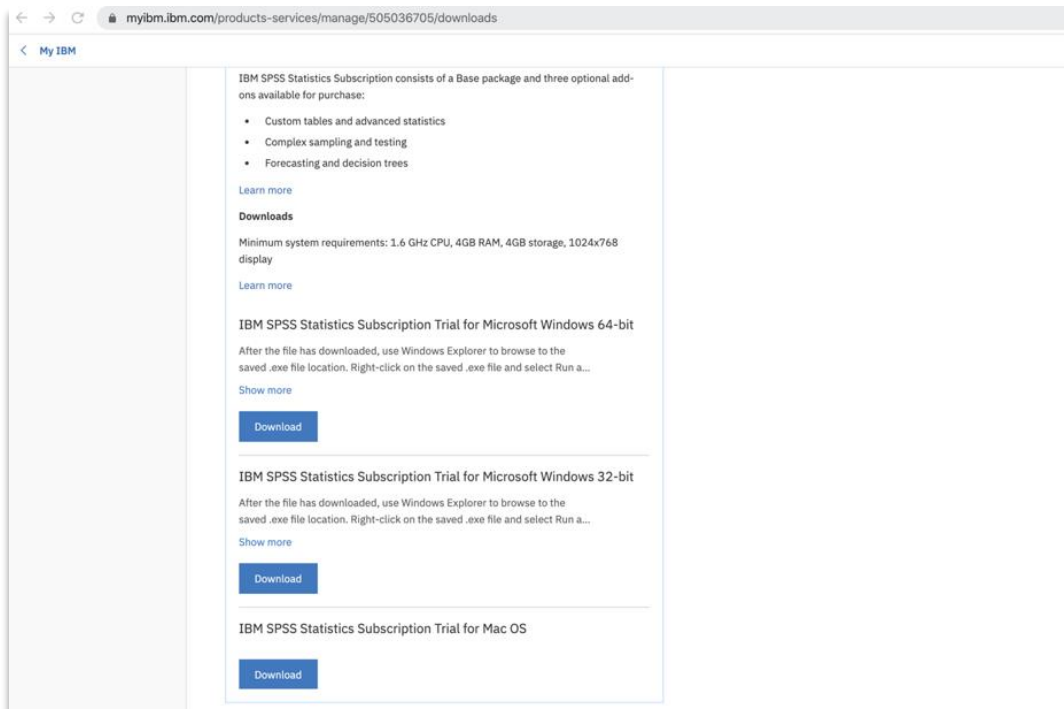 myibm.ibm.com/products-services/manage/505036705/downloads
My IBM
IBM SPSS Statistics Subscription consists of a Base package and three optional add-
ons available for purchase:
• Custom tables and advanced statistics
• Complex sampling and testing
• Forecasting and decision trees
Learn more
Downloads
Minimum system requirements: 1.6 GHz CPU, 4GB RAM, 4GB storage, 1024x768
display
Learn more
IBM SPSS Statistics Subscription Trial for Microsoft Windows 64-bit
After the file has downloaded, use Windows Explorer to browse to the
saved .exe file location. Right-click on the saved .exe file and select Run a...
Show more
Download
IBM SPSS Statistics Subscription Trial for Microsoft Windows 32-bit
After the file has downloaded, use Windows Explorer to browse to the
saved .exe file location. Right-click on the saved .exe file and select Run a...
Show more
Download
IBM SPSS Statistics Subscription Trial for Mac OS
Download